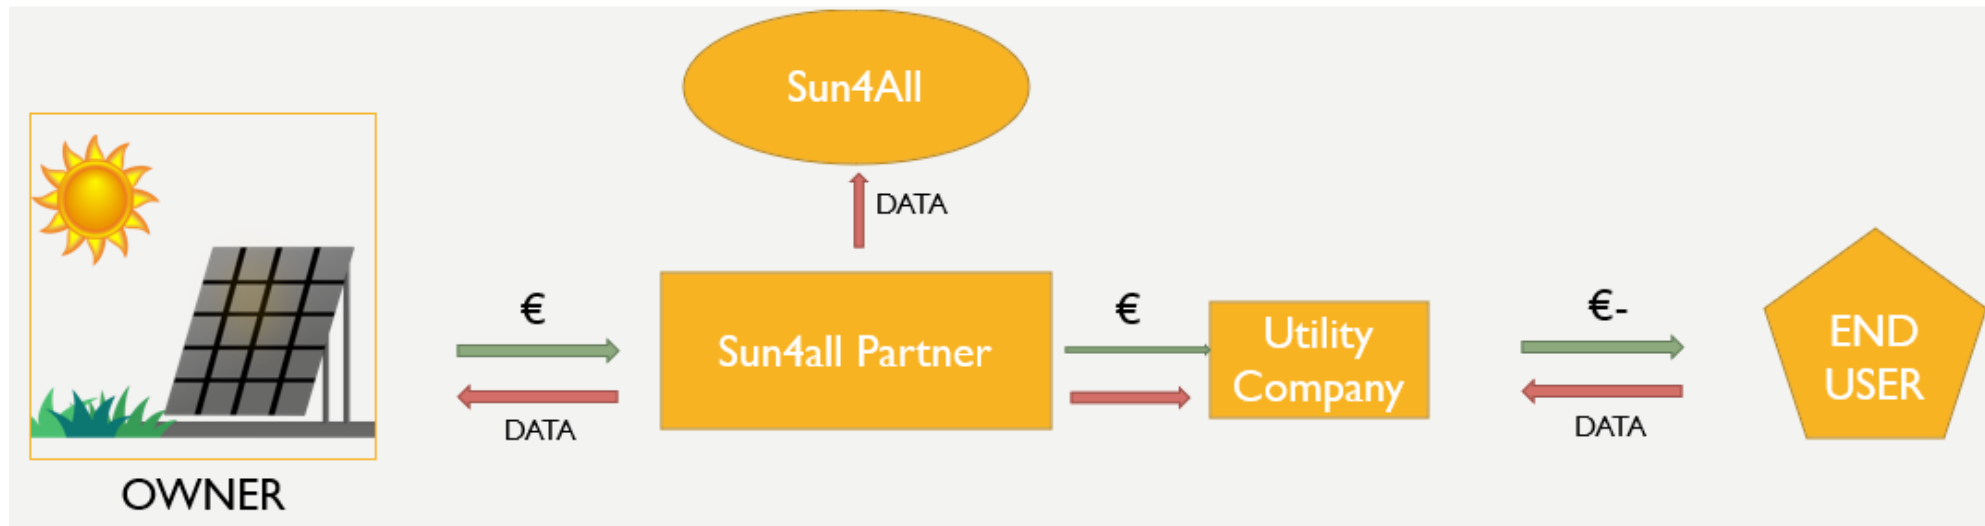 Sun4All
DATA
€
DATA
Sun4all Partner
€
Utility
Company
€-
DATA
END
USER
OWNER